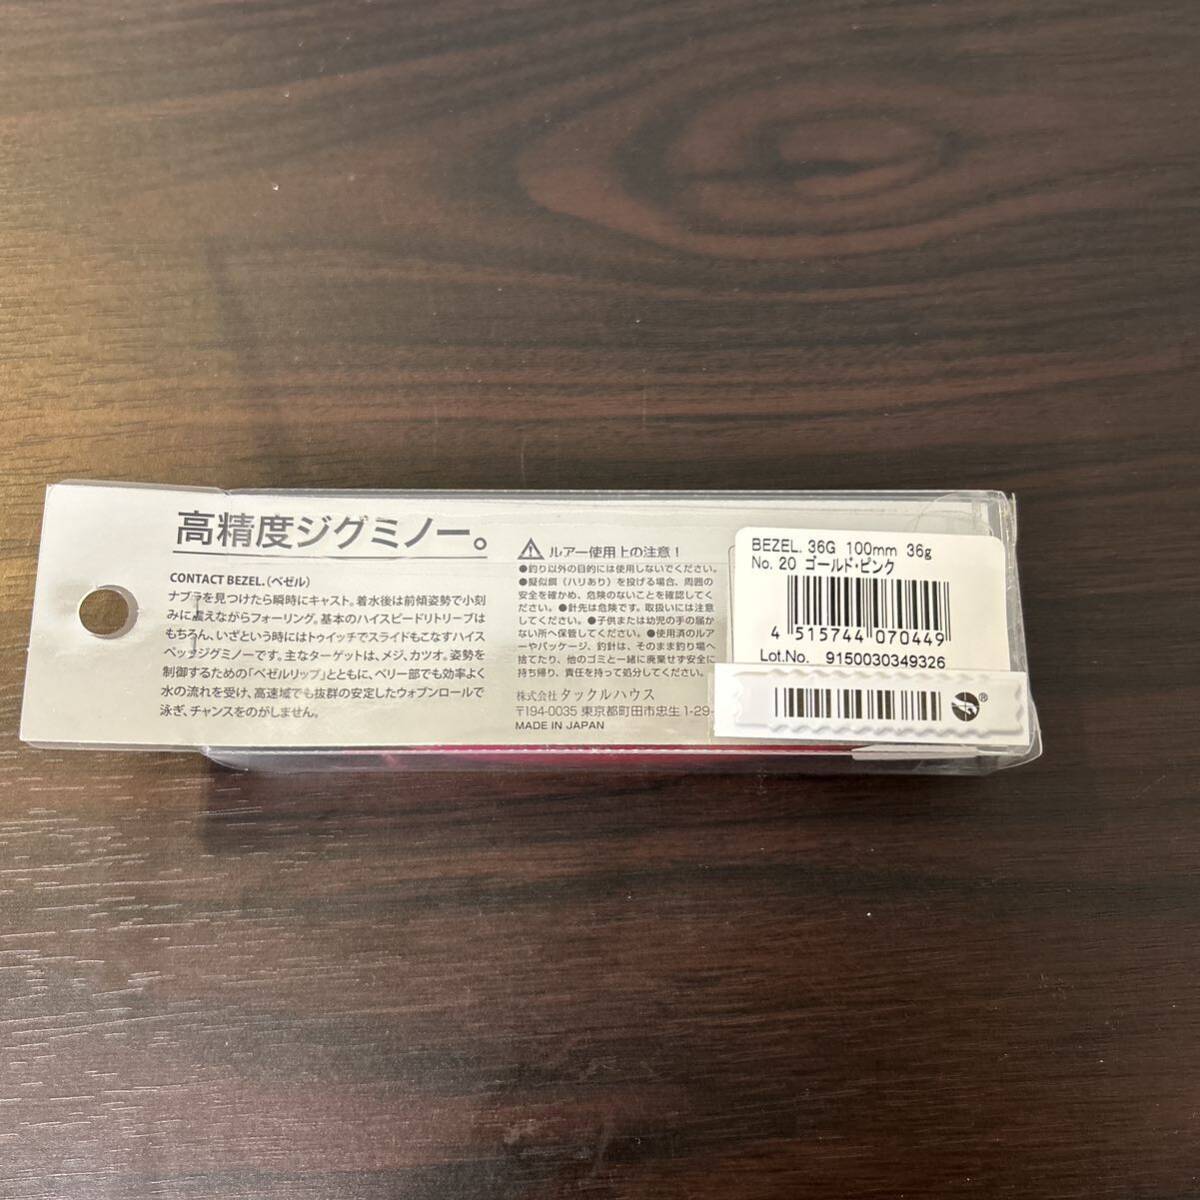 高精度ジグミノー。
CONTACT BEZEL.（ベゼル）
ナブラを見つけたら瞬時にキャスト。着水後は前傾姿勢で小刻
みに震えながらフォーリング。基本のハイスピードリトリーブは
もちろん、いざという時にはトゥイッチでスライドもこなすハイス
ペッジグミノーです。主なターゲットは、メジ、カツオ。姿勢を
制御するための「ベゼルリップ」とともに、ベリー部でも効率よく
水の流れを受け、高速域でも抜群の安定したウォブンロールで
泳ぎ、チャンスをのがしません。
ルアー使用上の注意！
●釣り以外の目的には使用しないでください。
●擬似餌（ハリあり）を投げる場合、周囲の
安全を確かめ、危険のないことを確認してく
ださい。●針先は危険です。取扱いには注意
してください。●子供または幼児の手の届か
ない所へ保管してください。●使用済のルア
ーやパッケージ、釣針は、そのまま釣り場へ
捨てたり、他のゴミと一緒に廃棄せず安全に
持ち帰り、責任を持って処分してください。
株式会社タックルハウス
〒194-0035 東京都町田市忠生 1-29-
MADE IN JAPAN
BEZEL. 36G 100mm 36g
No. 20 ゴールド・ピンク
4 515744 070449
Lot.No. 9150030349326
®